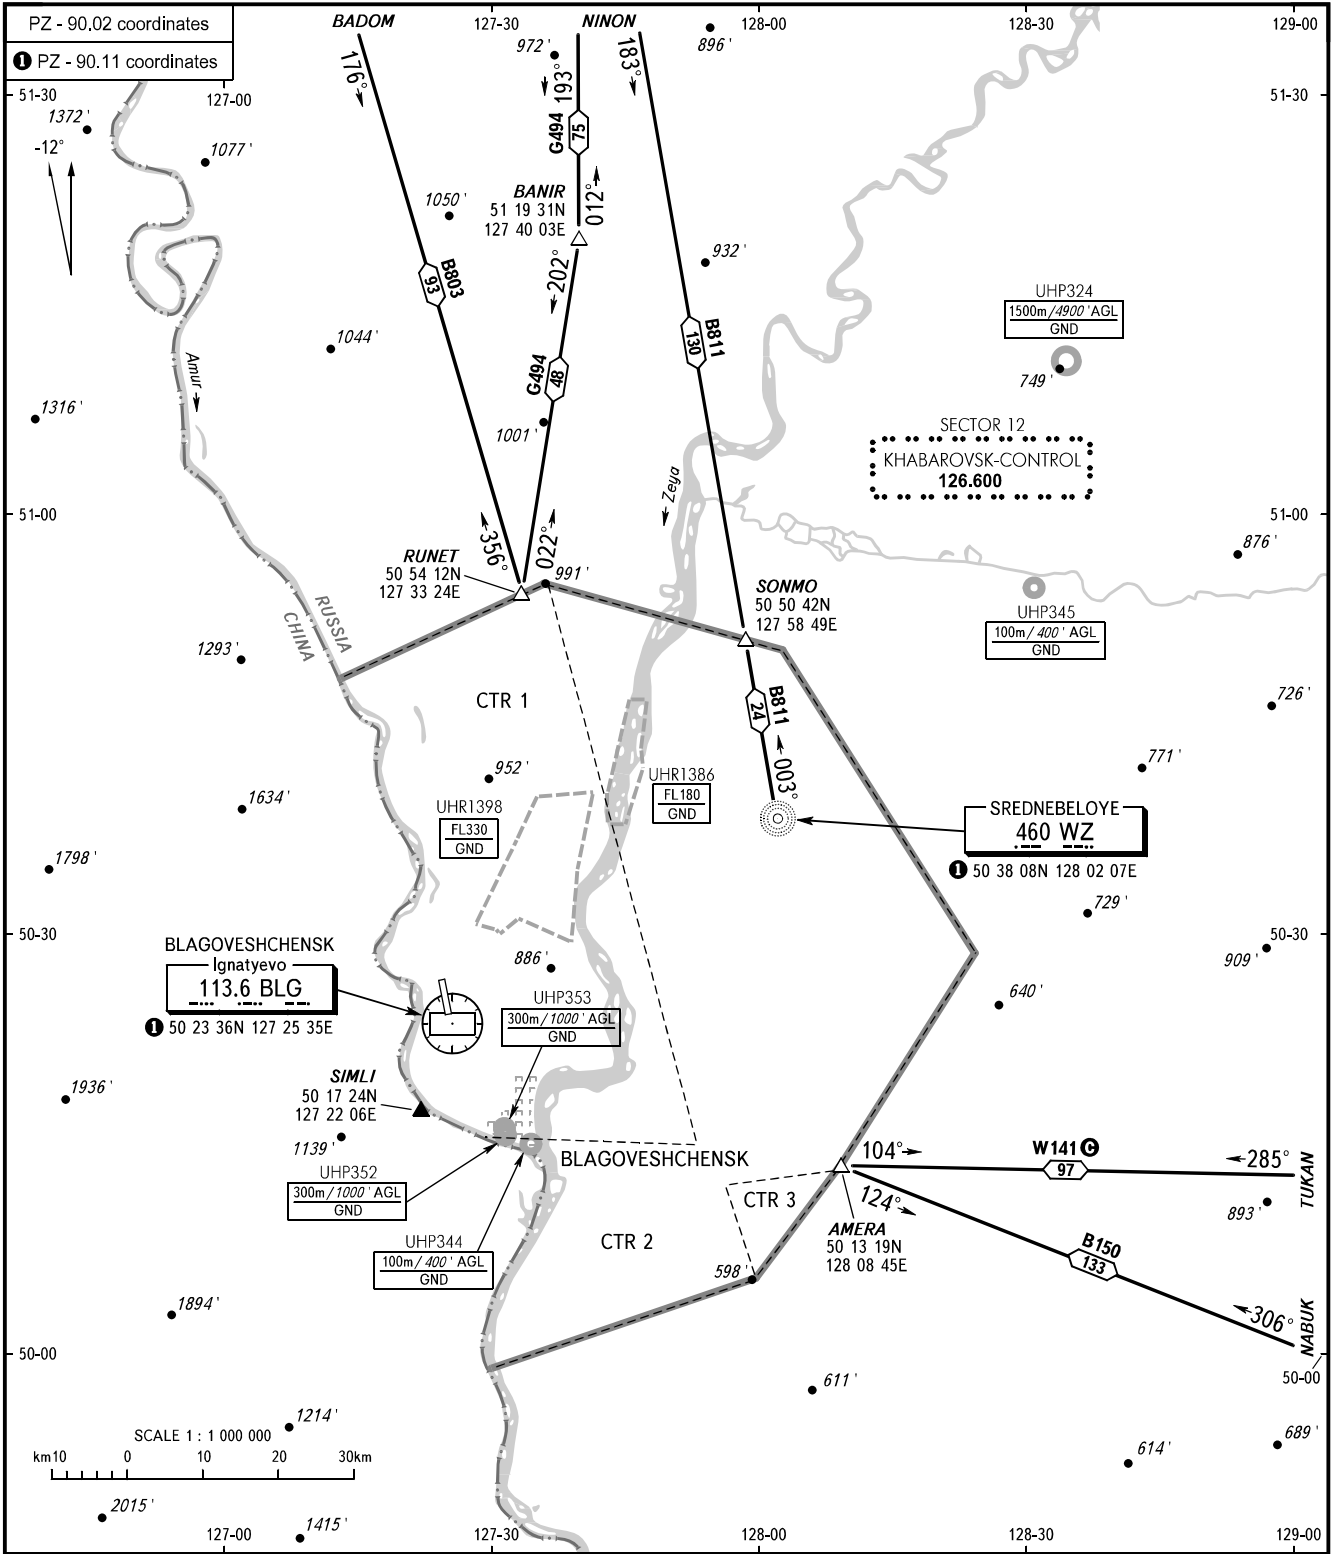 PZ - 90.02 coordinates
❶ PZ - 90.11 coordinates
BADOM
127-30
NINON
128-00
128-30
129-00
51-30
127-00
51-30
176°
972'
193°
183°
896'
1372'
-12°
1077'
G494
75
1050'
BANIR
51 19 31N
127 40 03E
012°
202°
932'
B803
93
UHP324
1500m/4900'AGL
GND
749'
1044'
Amur
B811
130
G494
48
1316'
1001'
SECTOR 12
KHABAROVSK-CONTROL
126.600
Zeya
51-00
51-00
356°
022°
RUNET
50 54 12N
127 33 24E
991'
876'
SONMO
50 50 42N
127 58 49E
UHP345
100m/400' AGL
GND
RUSSIA
CHINA
1293'
CTR 1
B811
24
003°
726'
952'
771'
UHR1386
FL180
GND
UHR1398
FL330
GND
1634'
SREDNEBELOYE
460 WZ
❶ 50 38 08N 128 02 07E
1798'
729'
50-30
50-30
909'
BLAGOVESHCHENSK
Ignatyevo
113.6 BLG
❶ 50 23 36N 127 25 35E
886'
UHP353
300m/1000'AGL
GND
640'
SIMLI
50 17 24N
127 22 06E
1936'
1139'
BLAGOVESHCHENSK
104°
W141 C
97
285°
TUKAN
UHP352
300m/1000'AGL
GND
CTR 3
124°
893'
AMERA
50 13 19N
128 08 45E
UHP344
100m/400' AGL
GND
CTR 2
598'
B150
133
306°
NABUK
1894'
50-00
50-00
611'
1214'
SCALE 1 : 1 000 000
km10 0 10 20 30km
614'
689'
2015'
1415'
127-00
127-30
128-00
128-30
129-00